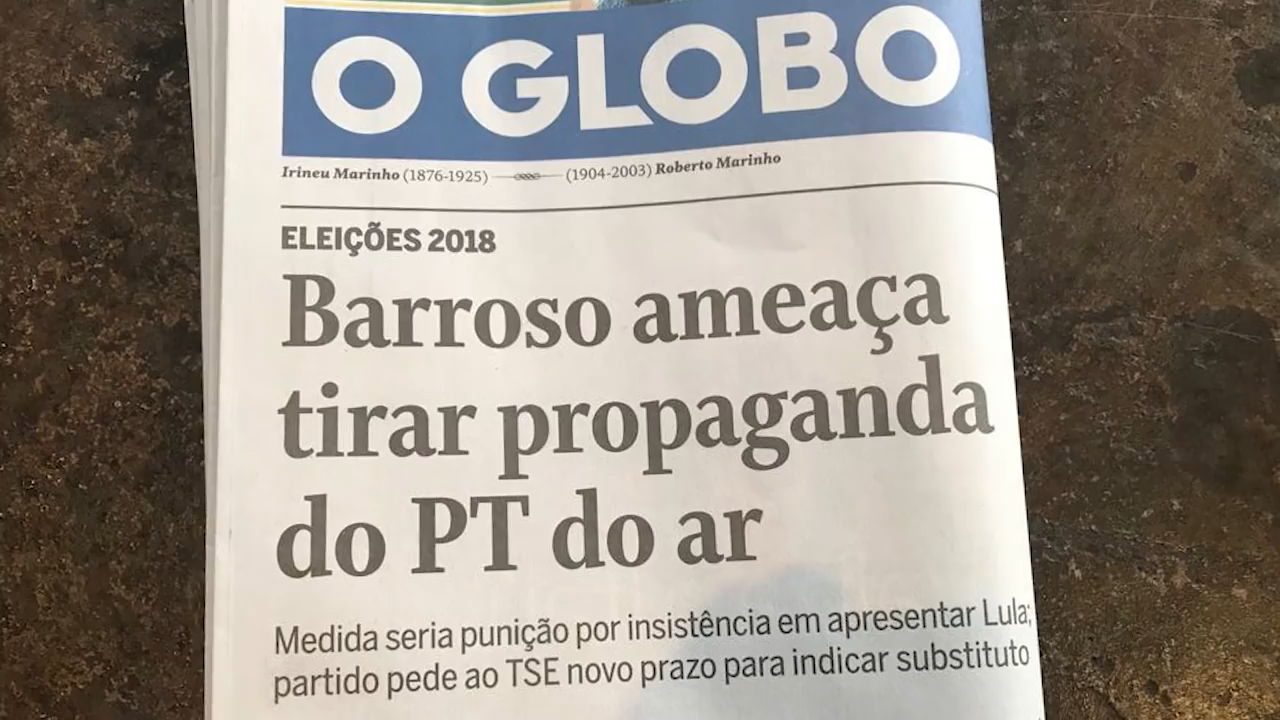 O GLOBO
Irineu Marinho (1876-1925) (1904-2003) Roberto Marinho
ELEIÇÕES 2018
Barroso ameaça
tirar propaganda
do PT do ar
Medida seria punição por insistência em apresentar Lula;
partido pede ao TSE novo prazo para indicar substituto